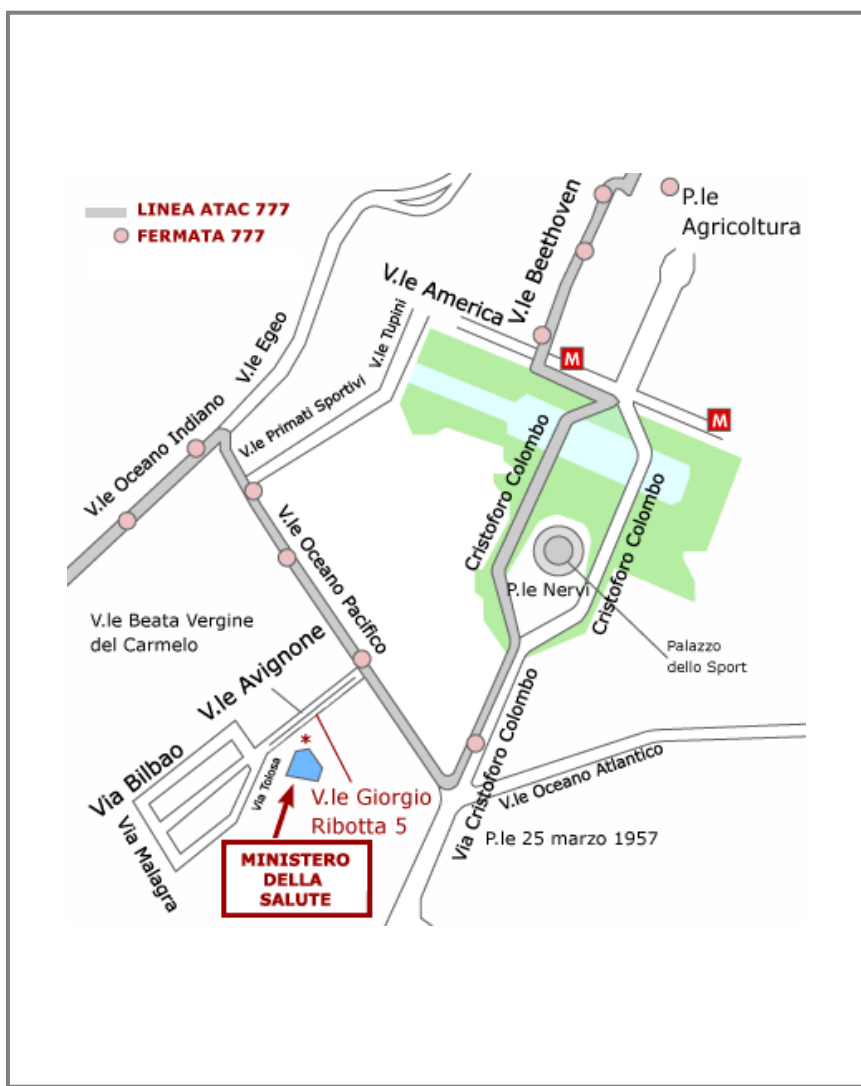 LINEA ATAC 777
FERMATA 777
P.le
Agricoltura
V.le Beethoven
V.le America
V.le Tupini
V.le Egeo
V.le Primati Sportivi
V.le Oceano Indiano
M
M
Cristoforo Colombo
Cristoforo Colombo
V.le Oceano Pacifico
P.le Nervi
V.le Beata Vergine
del Carmelo
Palazzo
dello Sport
V.le Avignone
Via Cristoforo Colombo
V.le Oceano Atlantico
Via Bilbao
Via Tolosa
*
V.le Giorgio
Ribotta 5
Via Malagra
P.le 25 marzo 1957
MINISTERO
DELLA
SALUTE